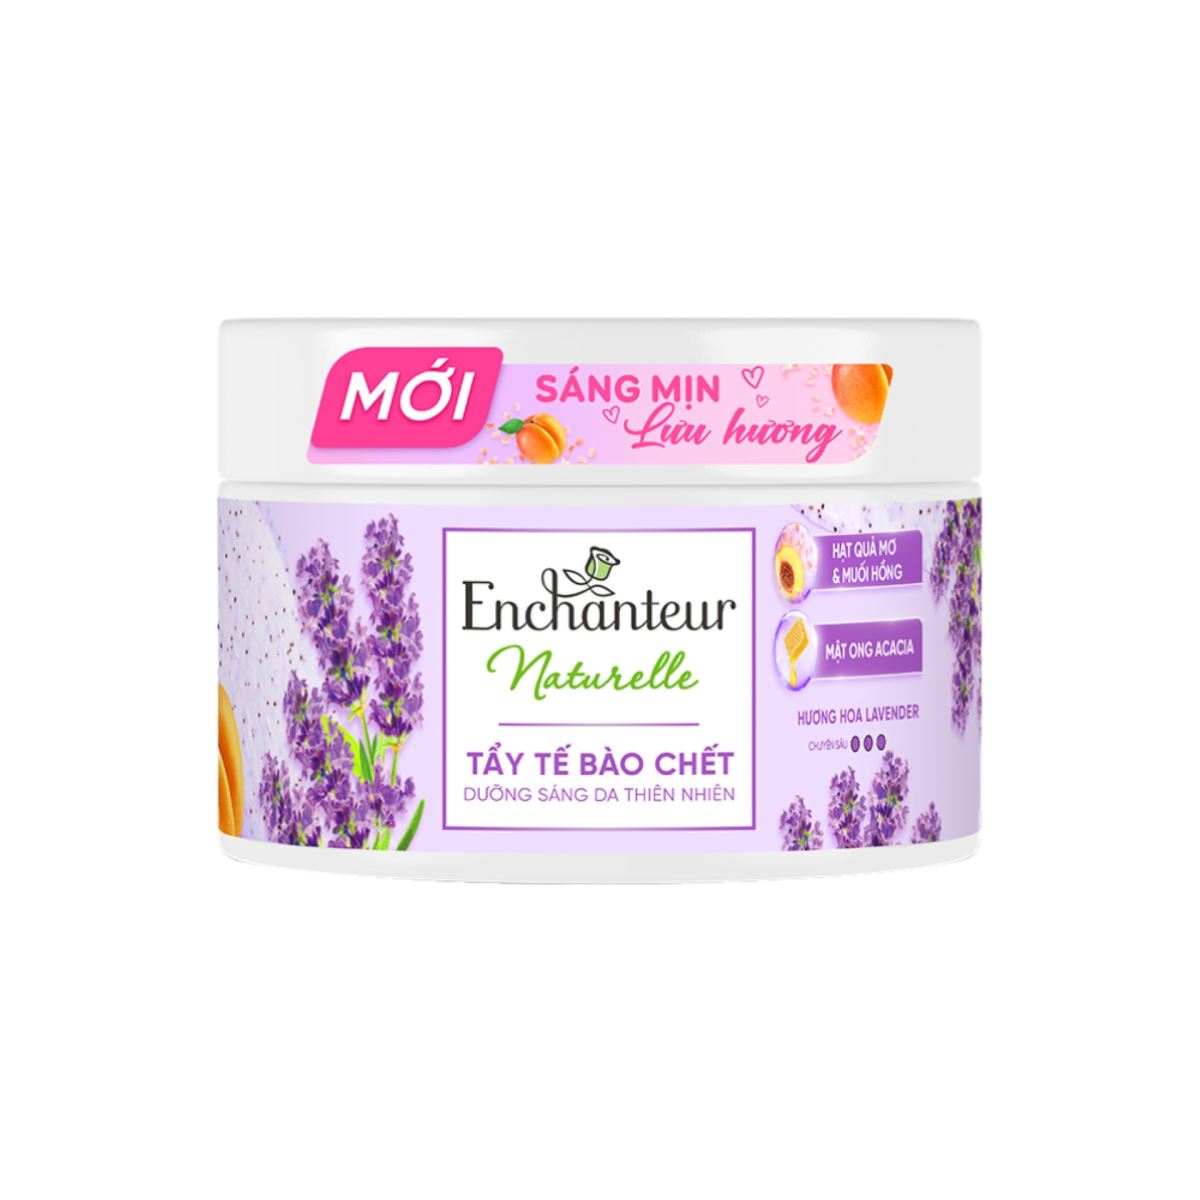 MỚI
SÁNG MỊN
Lưu hương
Enchanteur
Naturelle
TẨY TẾ BÀO CHẾT
DƯỠNG SÁNG DA THIÊN NHIÊN
HẠT QUẢ MƠ
& MUỐI HỒNG
MẬT ONG ACACIA
HƯƠNG HOA LAVENDER
CHUYÊN SÂU